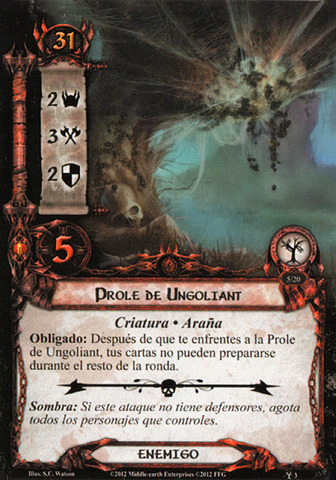 31
2
3
2
5
Prole de Ungoliant
5/20
Criatura • Araña
Obligado: Después de que te enfrentes a la Prole
de Ungoliant, tus cartas no pueden prepararse
durante el resto de la ronda.
Sombra: Si este ataque no tiene defensores, agota
todos los personajes que controles.
ENEMIGO
Illus. S.C. Watson
©2012 Middle-earth Enterprises ©2012 FFG
3